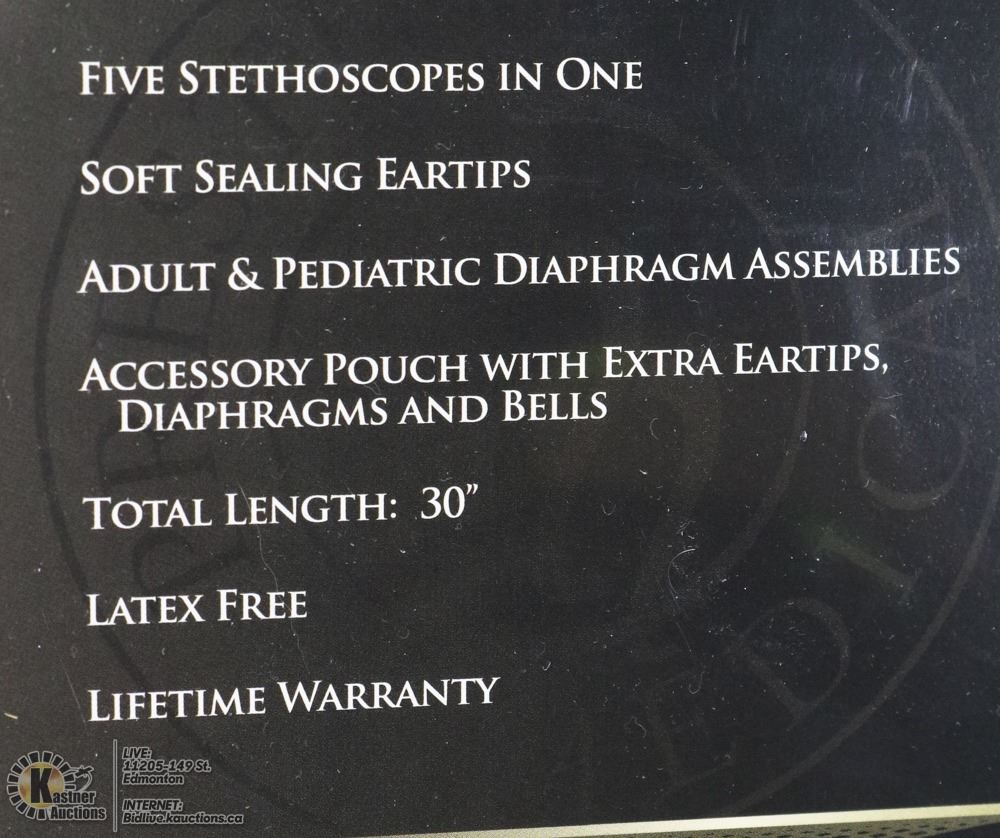 Five Stethoscopes in One
Soft Sealing Eartips
Adult & Pediatric Diaphragm Assemblies
Accessory Pouch with Extra Eartips,
Diaphragms and Bells
Total Length: 30”
Latex Free
Lifetime Warranty
Kastner
Auctions
LIVE:
11205-149 St.
Edmonton
INTERNET:
Bidlive.kauctions.ca